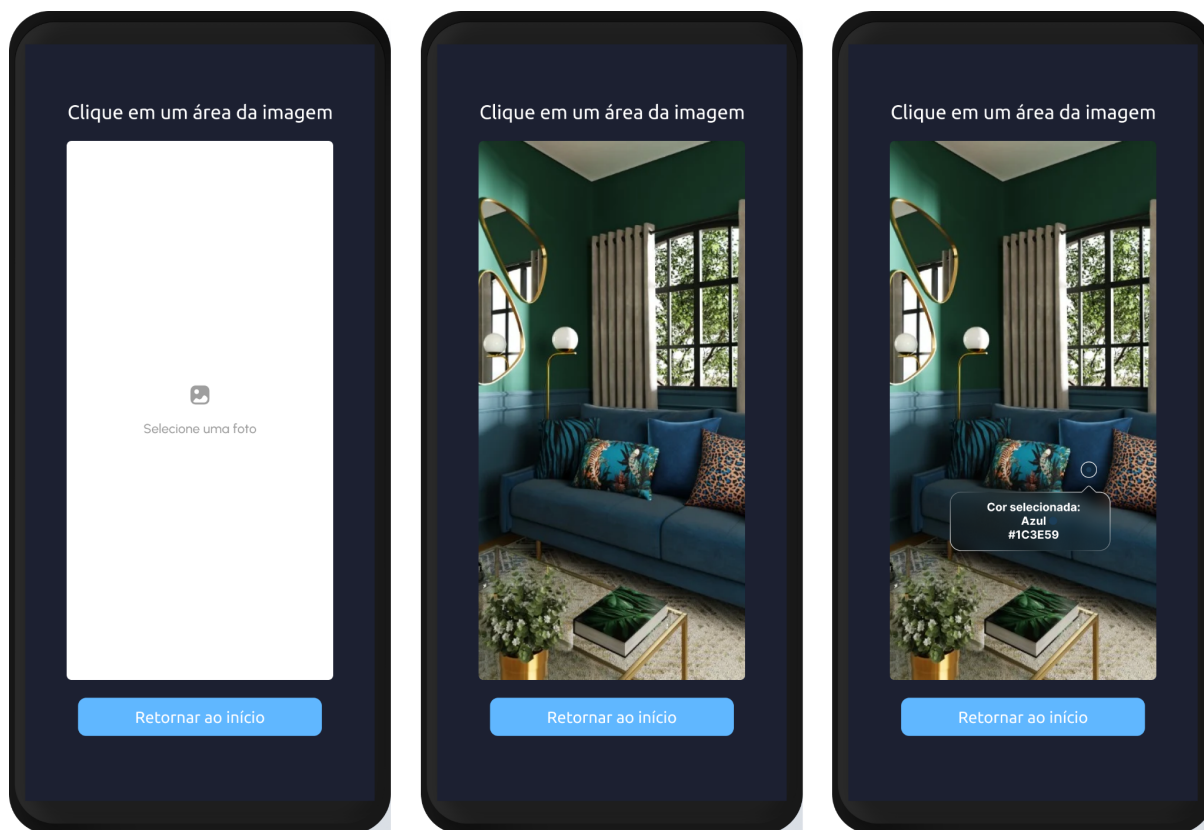 Clique em um área da imagem
Selecione uma foto
Retornar ao início
Clique em um área da imagem
Retornar ao início
Clique em um área da imagem
Cor selecionada:
Azul
#1C3E59
Retornar ao início